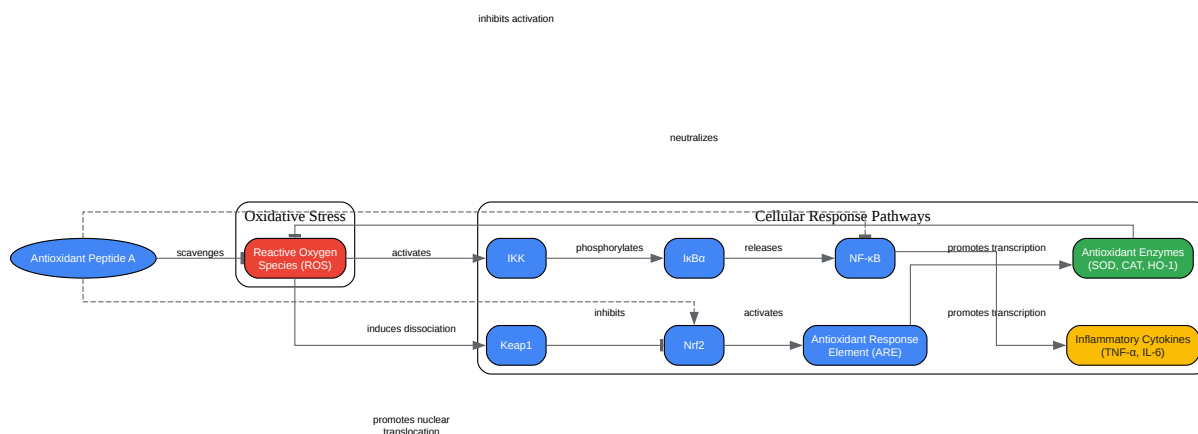 inhibits activation
neutralizes
Oxidative Stress
Cellular Response Pathways
Antioxidant Peptide A
scavenges
Reactive Oxygen
Species (ROS)
activates
IKK
phosphorylates
IκBα
releases
NF-κB
promotes transcription
Antioxidant Enzymes
(SOD, CAT, HO-1)
induces dissociation
Keap1
inhibits
Nrf2
activates
Antioxidant Response
Element (ARE)
promotes transcription
Inflammatory Cytokines
(TNF-α, IL-6)
promotes nuclear
translocation